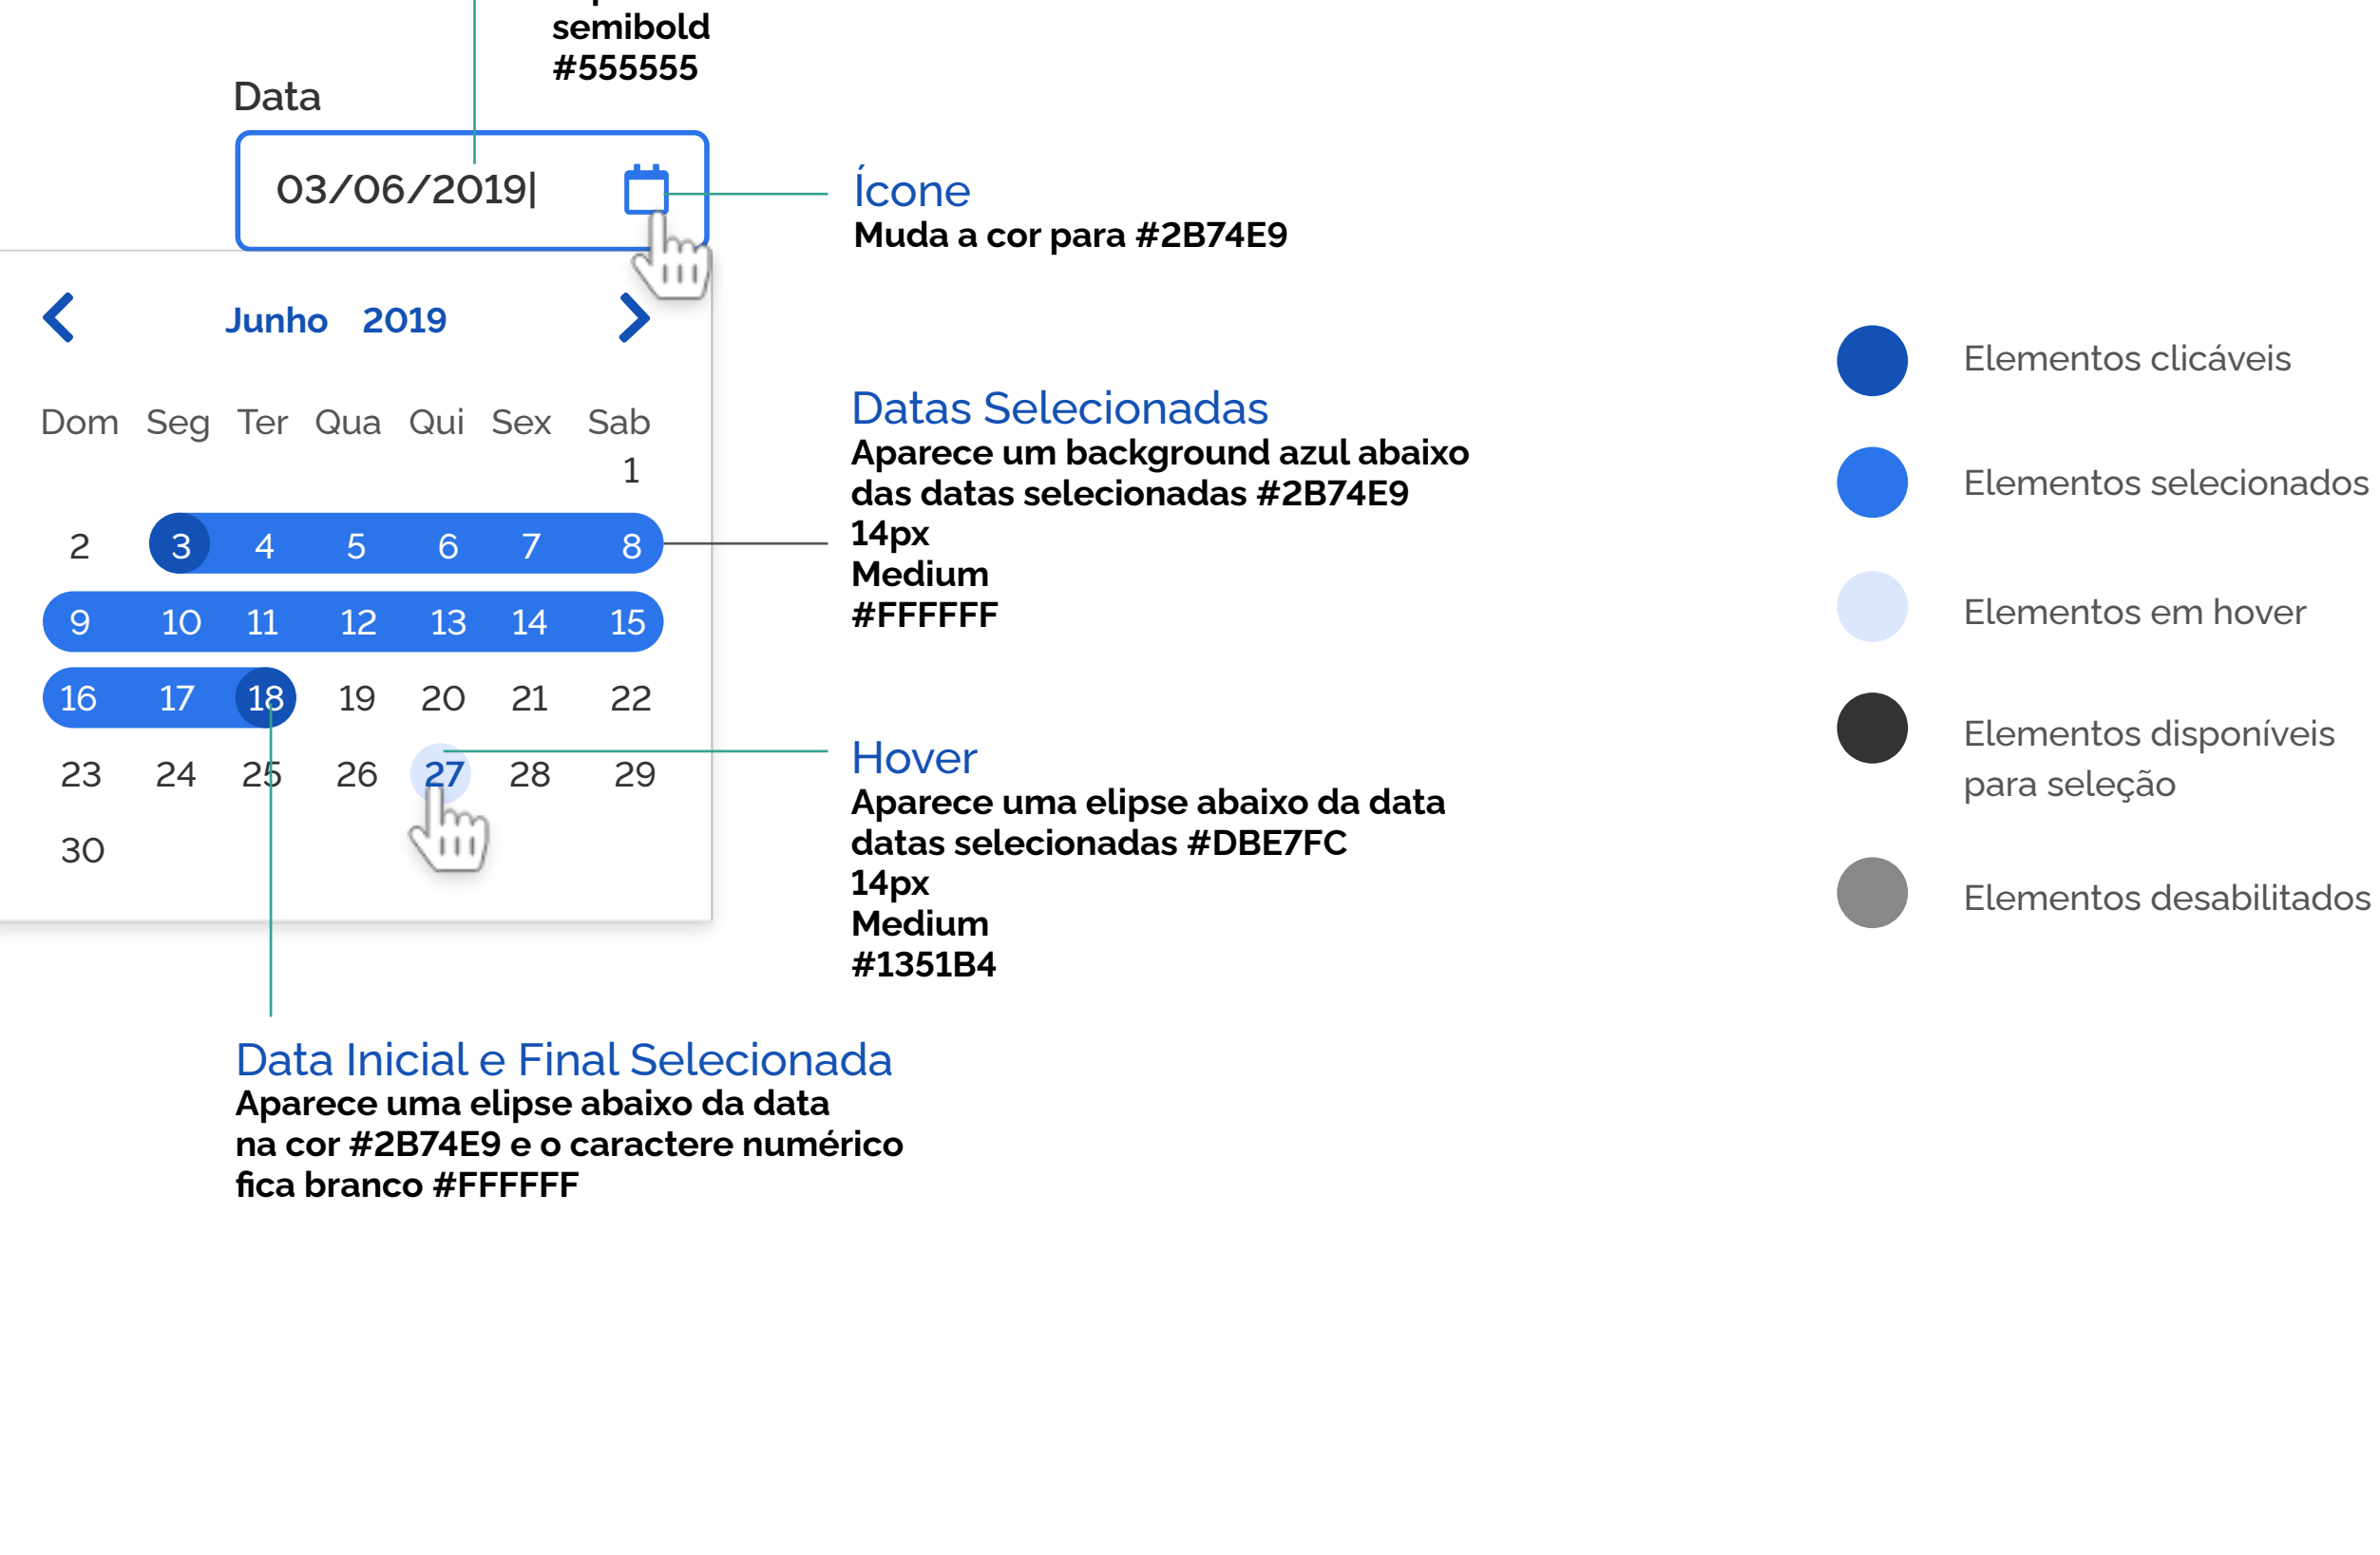 semibold
#555555
Data
03/06/2019
Ícone
Muda a cor para #2B74E9
Junho 2019
Dom Seg Ter Qua Qui Sex Sab
1
2 3 4 5 6 7 8
9 10 11 12 13 14 15
16 17 18 19 20 21 22
23 24 25 26 27 28 29
30
Datas Selecionadas
Aparece um background azul abaixo
das datas selecionadas #2B74E9
14px
Medium
#FFFFFF
Hover
Aparece uma elipse abaixo da data
datas selecionadas #DBE7FC
14px
Medium
#1351B4
Data Inicial e Final Selecionada
Aparece uma elipse abaixo da data
na cor #2B74E9 e o caractere numérico
fica branco #FFFFFF
Elementos clicáveis
Elementos selecionados
Elementos em hover
Elementos disponíveis
para seleção
Elementos desabilitados